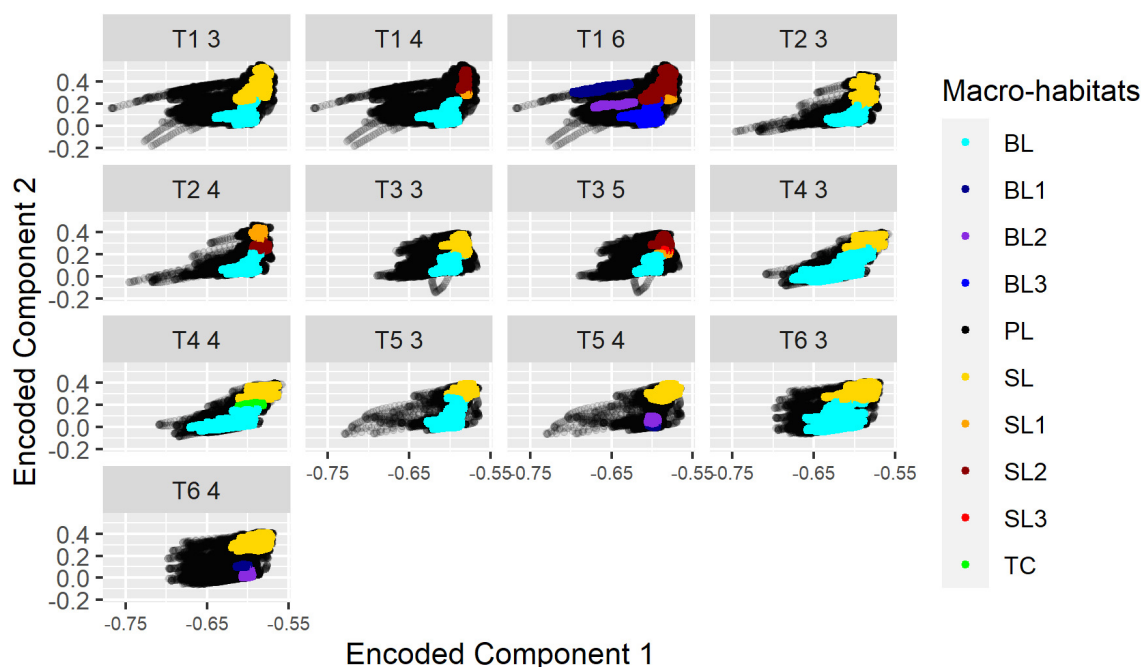 T1 3
T1 4
T1 6
T2 3
0.4
0.2
0.0
-0.2
T2 4
T3 3
T3 5
T4 3
0.4
0.2
0.0
-0.2
T4 4
T5 3
T5 4
T6 3
0.4
0.2
0.0
-0.2
-0.75
-0.65
-0.55
-0.75
-0.65
-0.55
-0.75
-0.65
-0.55
T6 4
0.4
0.2
0.0
-0.2
-0.75
-0.65
-0.55
Encoded Component 1
Encoded Component 2
Macro-habitats
BL
BL1
BL2
BL3
PL
SL
SL1
SL2
SL3
TC